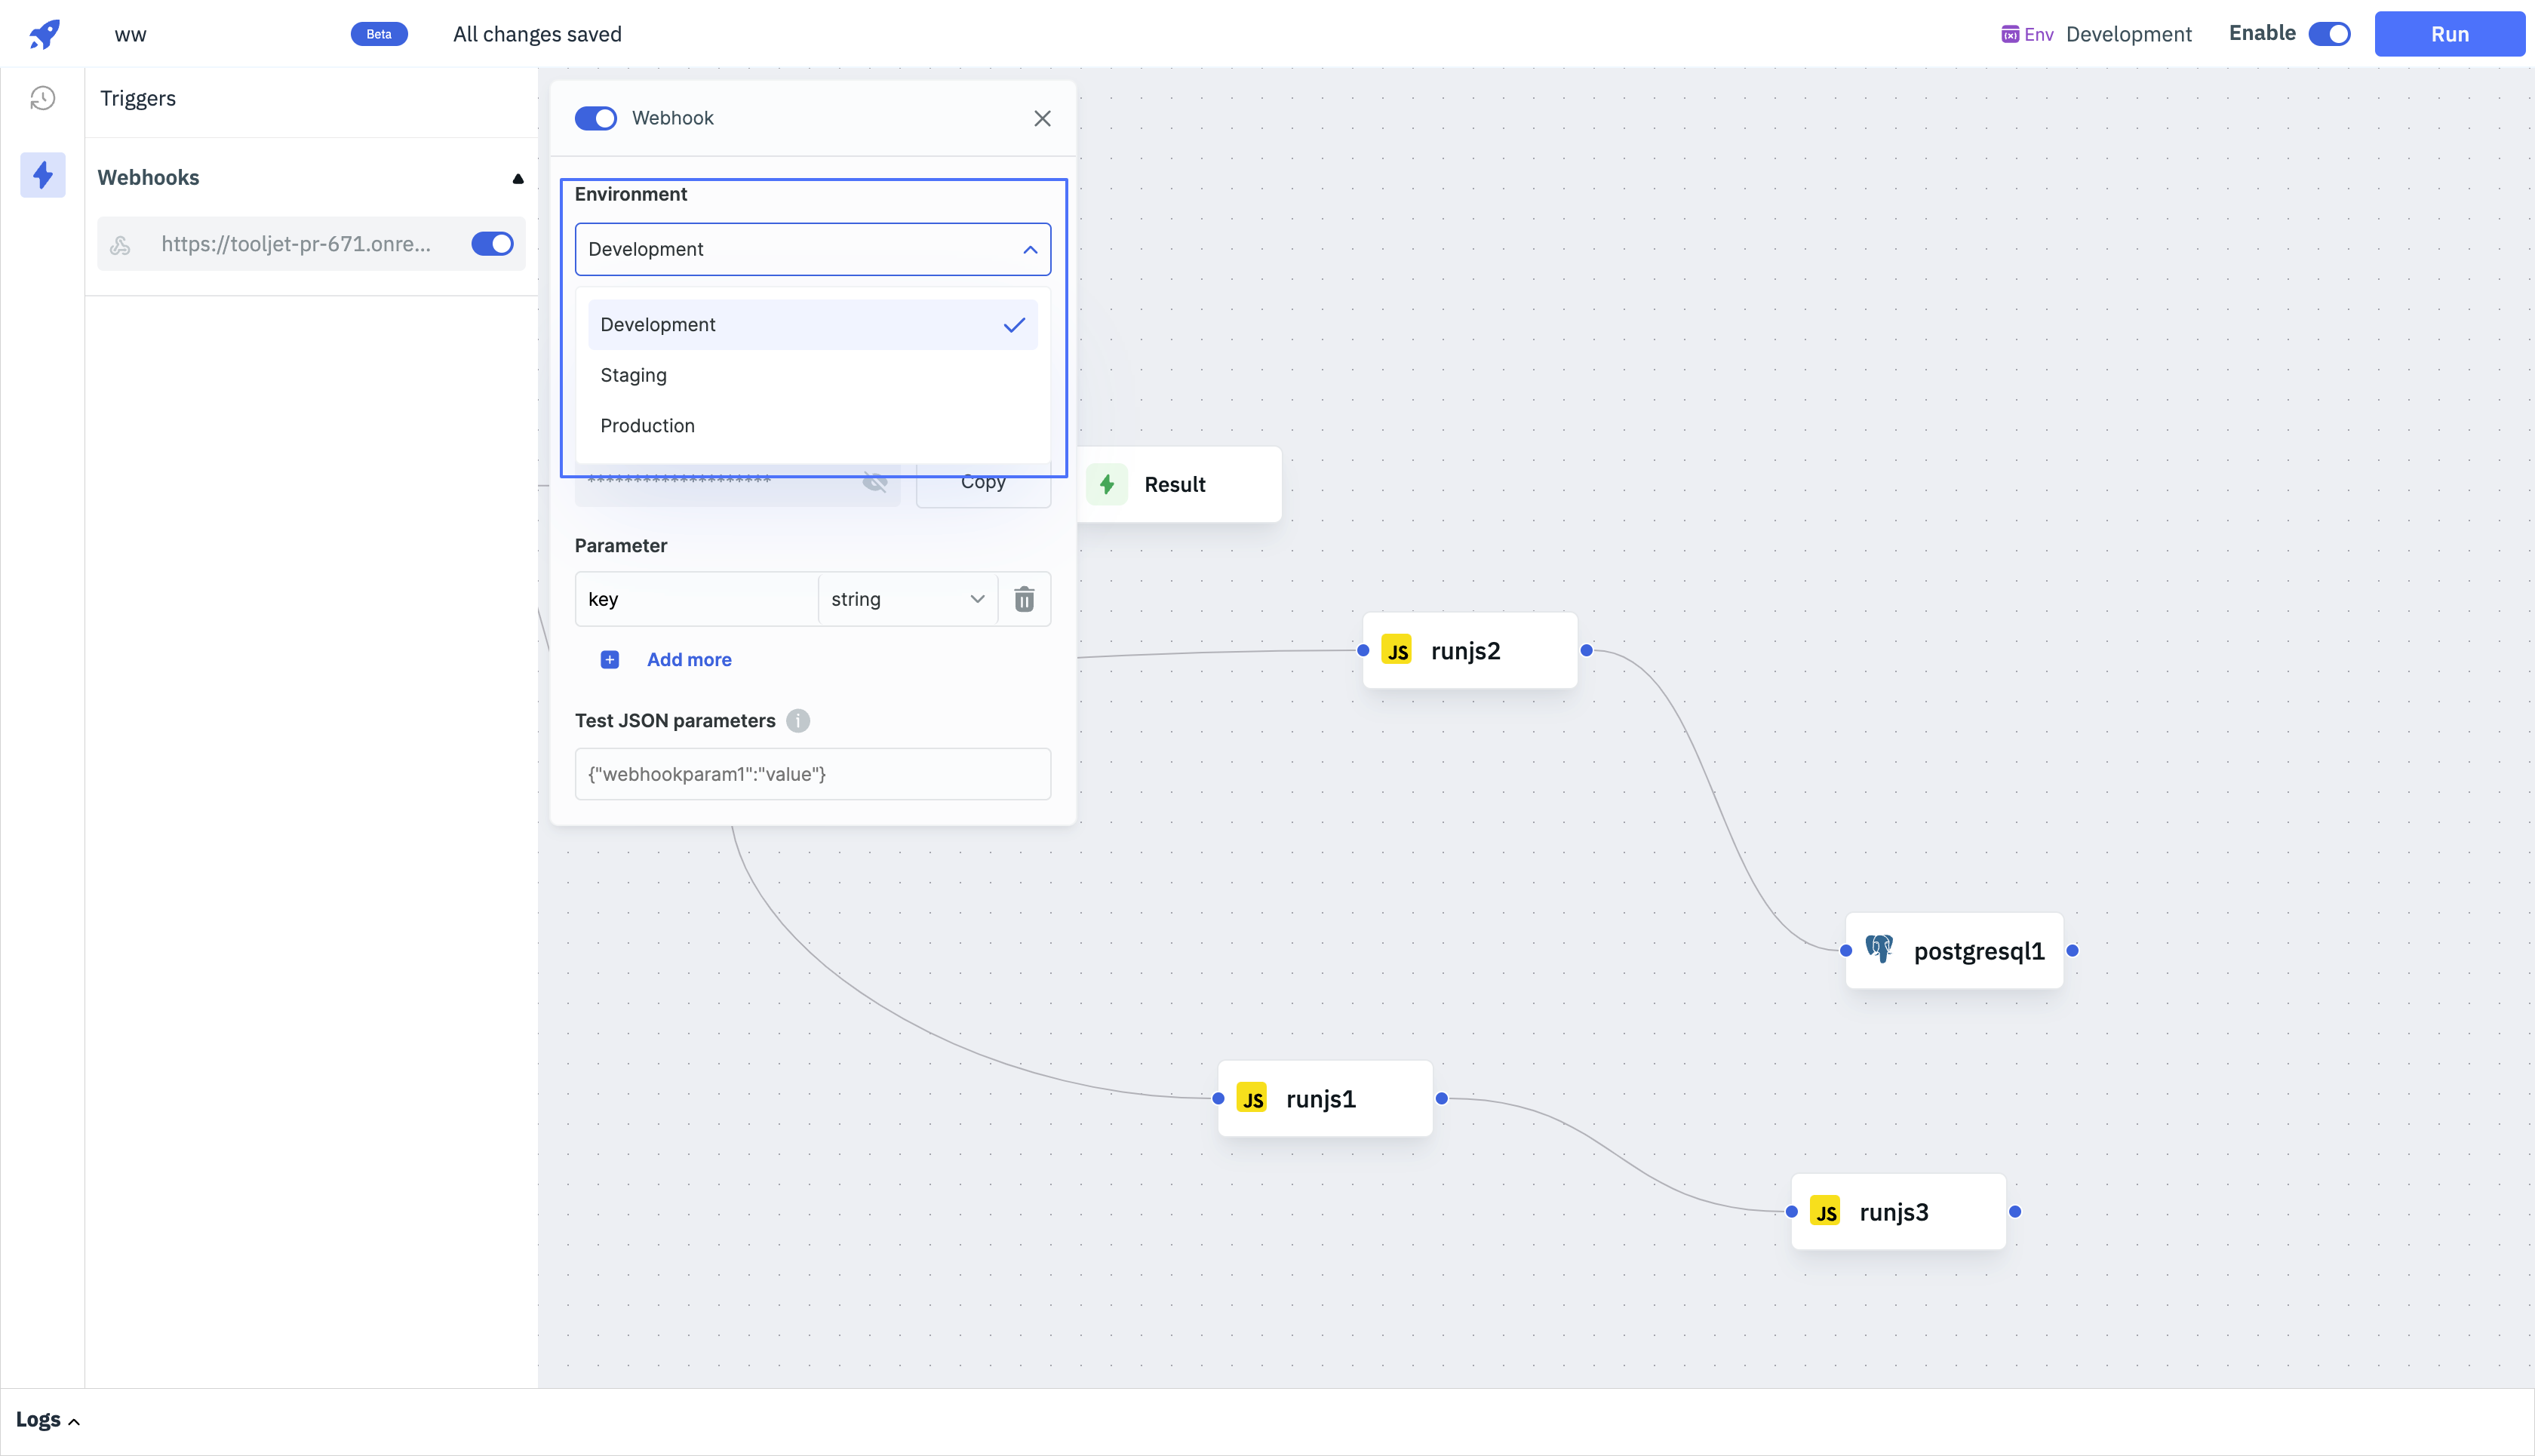 ww
Beta
All changes saved
Env
Development
Enable
Run
Triggers
Webhooks
https://tooljet-pr-671.onre...
Webhook
Environment
Development
Development
Staging
Production
********************
Copy
Parameter
key
string
Add more
Test JSON parameters
i
{"webhookparam1":"value"}
Result
JS
runjs2
postgresql1
JS
runjs1
JS
runjs3
Logs